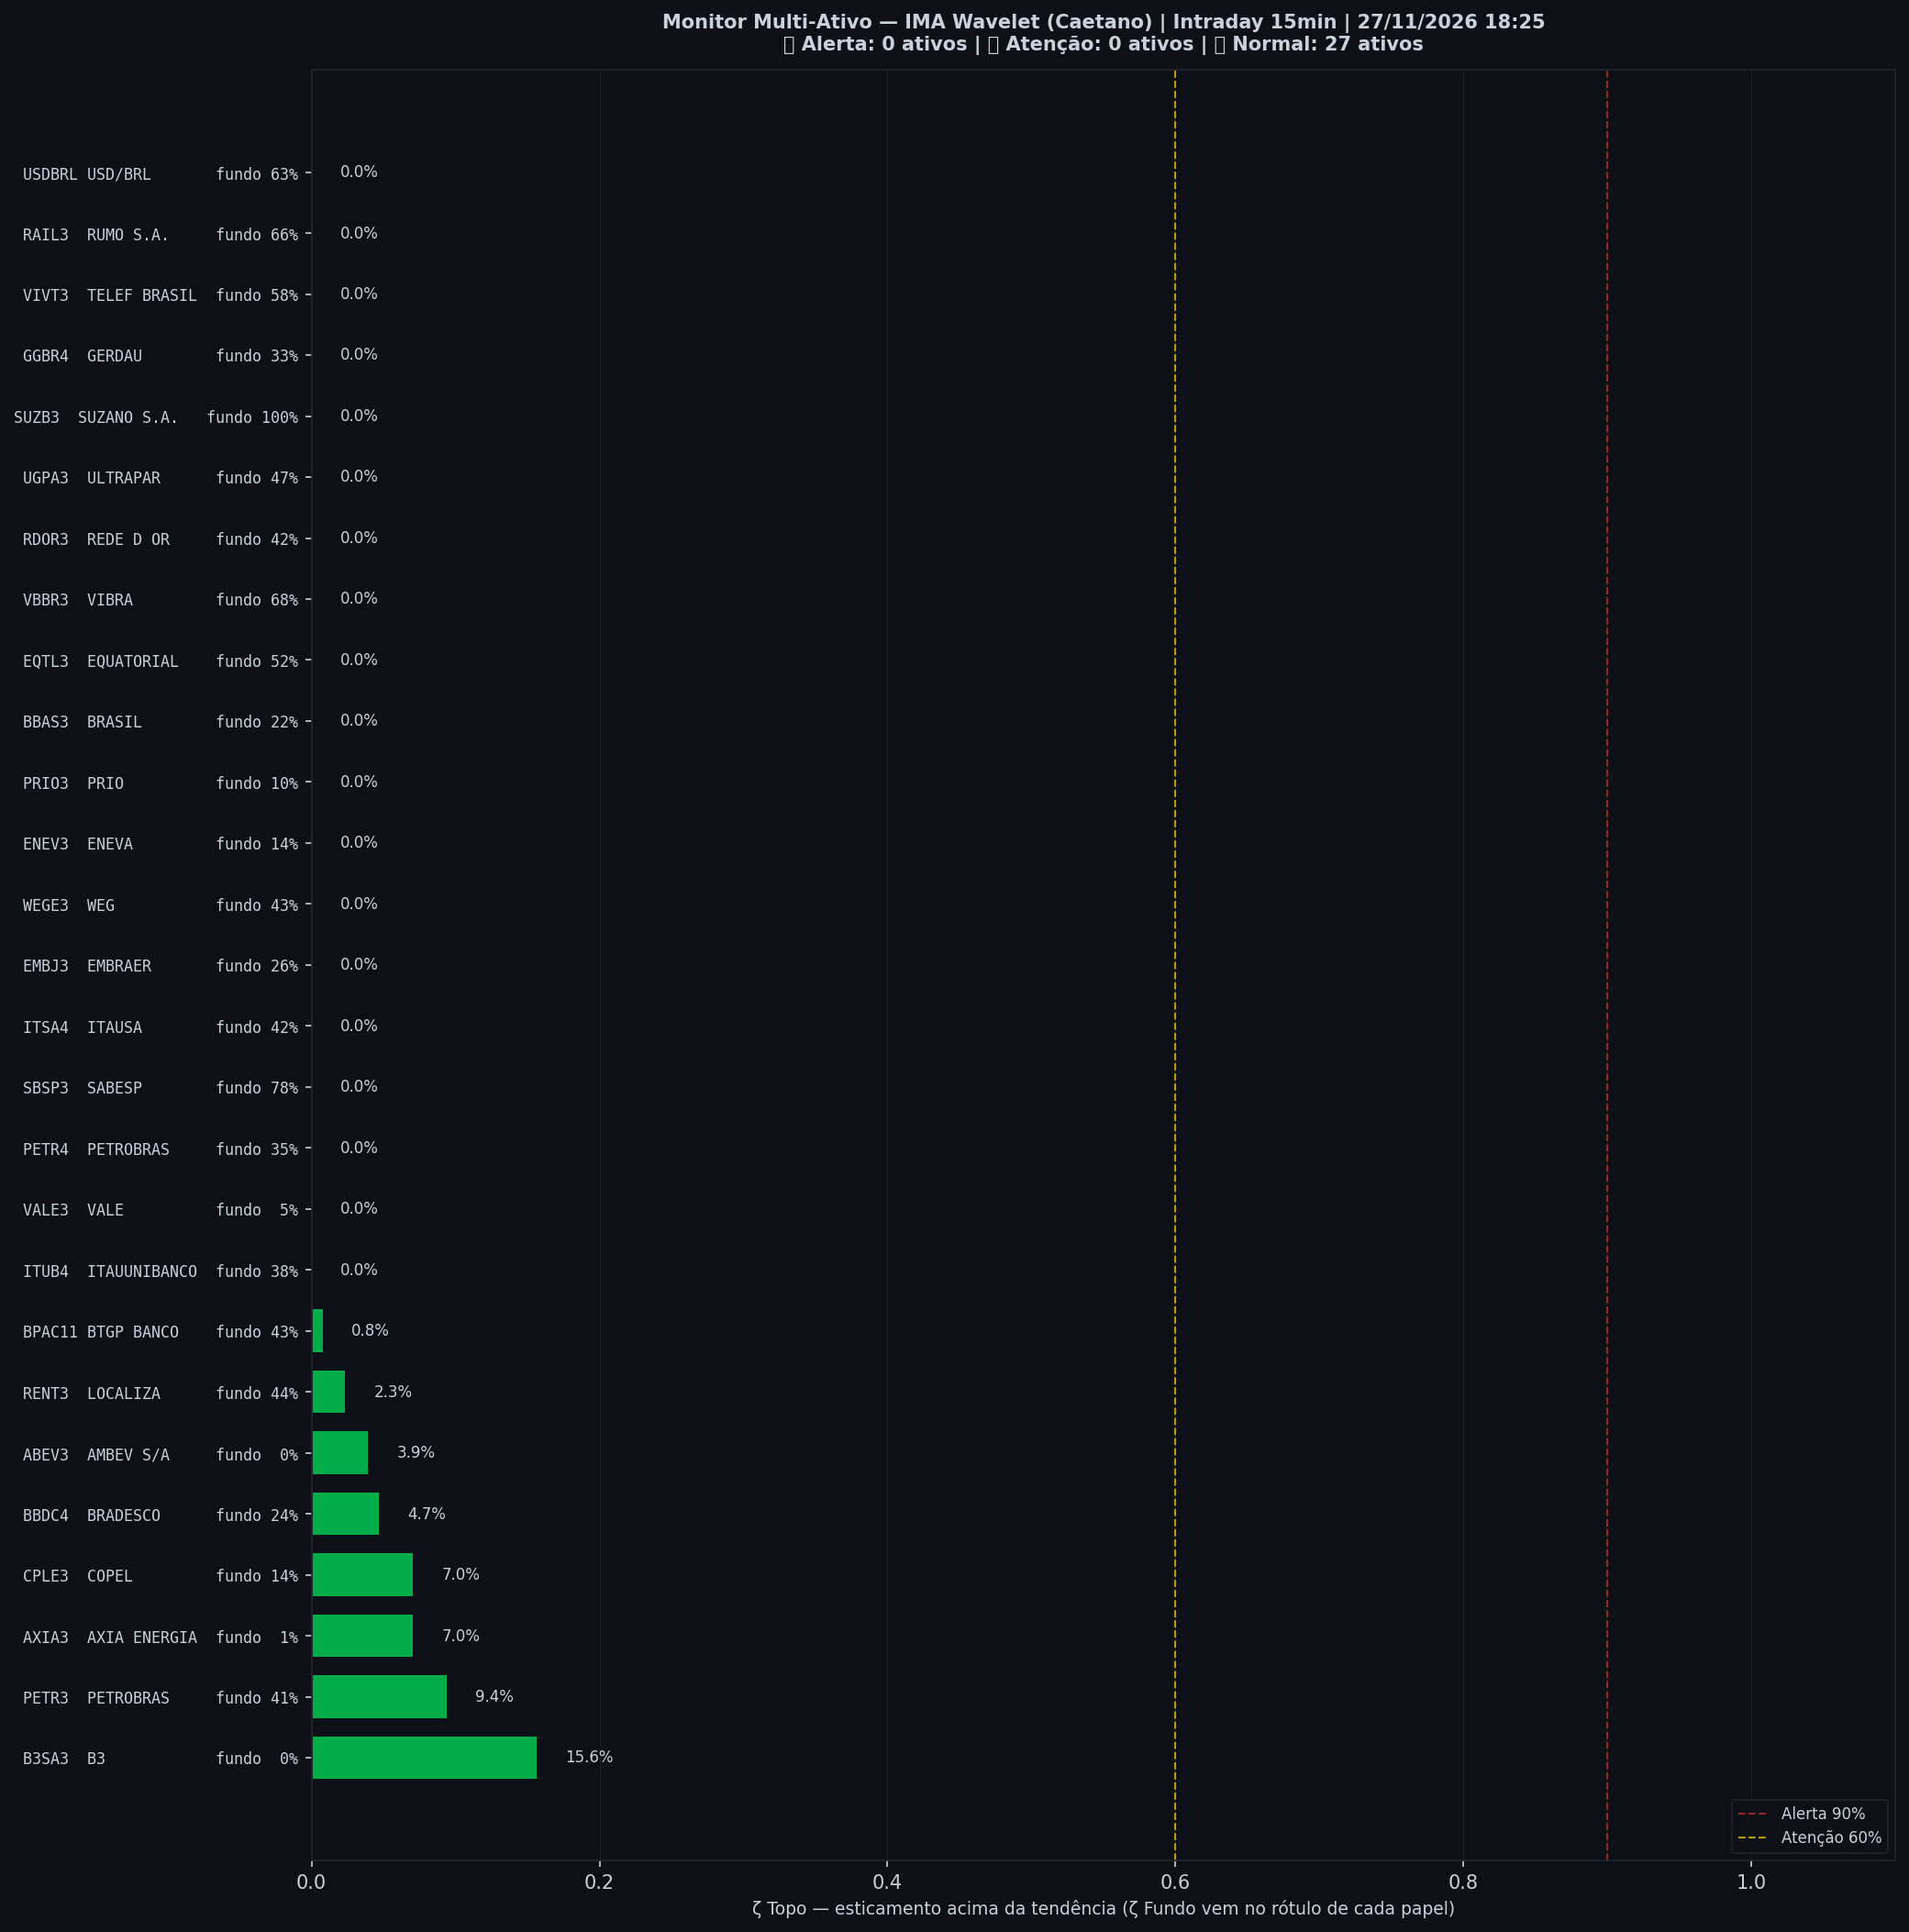 Monitor Multi-Ativo — IMA Wavelet (Caetano) | Intraday 15min | 27/11/2026 18:25
Alerta: 0 ativos | Atenção: 0 ativos | Normal: 27 ativos
USDBRL USD/BRL fundo 63% 0.0%
RAIL3 RUMO S.A. fundo 66% 0.0%
VIVT3 TELEF BRASIL fundo 58% 0.0%
GGBR4 GERDAU fundo 33% 0.0%
SUZB3 SUZANO S.A. fundo 100% 0.0%
UGPA3 ULTRAPAR fundo 47% 0.0%
RDOR3 REDE D OR fundo 42% 0.0%
VBBR3 VIBRA fundo 68% 0.0%
EQTL3 EQUATORIAL fundo 52% 0.0%
BBAS3 BRASIL fundo 22% 0.0%
PRIO3 PRIO fundo 10% 0.0%
ENEV3 ENEVA fundo 14% 0.0%
WEGE3 WEG fundo 43% 0.0%
EMBJ3 EMBRAER fundo 26% 0.0%
ITSA4 ITAUSA fundo 42% 0.0%
SBSP3 SABESP fundo 78% 0.0%
PETR4 PETROBRAS fundo 35% 0.0%
VALE3 VALE fundo 5% 0.0%
ITUB4 ITAUUNIBANCO fundo 38% 0.0%
BPAC11 BTGP BANCO fundo 43% 0.8%
RENT3 LOCALIZA fundo 44% 2.3%
ABEV3 AMBEV S/A fundo 0% 3.9%
BBDC4 BRADESCO fundo 24% 4.7%
CPLE3 COPEL fundo 14% 7.0%
AXIA3 AXIA ENERGIA fundo 1% 7.0%
PETR3 PETROBRAS fundo 41% 9.4%
B3SA3 B3 fundo 0% 15.6%
Alerta 90%
Atenção 60%
0.0 0.2 0.4 0.6 0.8 1.0
ζ Topo — esticamento acima da tendência (ζ Fundo vem no rótulo de cada papel)